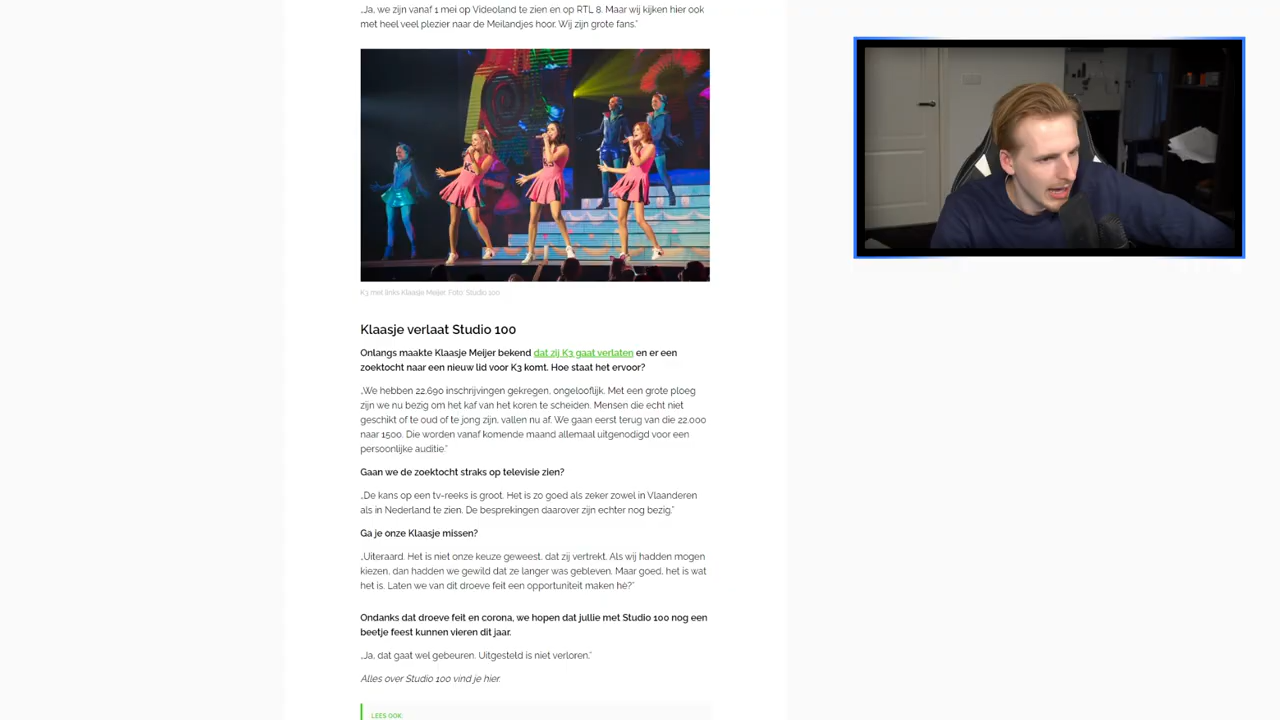 „Ja, we zijn vanaf 1 mei op Videoland te zien en op RTL 8. Maar wij kijken hier ook
met heel veel plezier naar de Meilandjes hoor. Wij zijn grote fans.”
K3 met links Klaasje Meijer. Foto: Studio 100
Klaasje verlaat Studio 100
Onlangs maakte Klaasje Meijer bekend dat zij K3 gaat verlaten en er een
zoektocht naar een nieuw lid voor K3 komt. Hoe staat het ervoor?
„We hebben 22.690 inschrijvingen gekregen, ongelooflijk. Met een grote ploeg
zijn we nu bezig om het kaf van het koren te scheiden. Mensen die echt niet
geschikt of te oud of te jong zijn, vallen nu af. We gaan eerst terug van die 22.000
naar 1500. Die worden vanaf komende maand allemaal uitgenodigd voor een
persoonlijke auditie.”
Gaan we de zoektocht straks op televisie zien?
„De kans op een tv-reeks is groot. Het is zo goed als zeker zowel in Vlaanderen
als in Nederland te zien. De besprekingen daarover zijn echter nog bezig.”
Ga je onze Klaasje missen?
„Uiteraard. Het is niet onze keuze geweest, dat zij vertrekt. Als wij hadden mogen
kiezen, dan hadden we gewild dat ze langer was gebleven. Maar goed, het is wat
het is. Laten we van dit droeve feit een opportuniteit maken hè?”
Ondanks dat droeve feit en corona, we hopen dat jullie met Studio 100 nog een
beetje feest kunnen vieren dit jaar.
„Ja, dat gaat wel gebeuren. Uitgesteld is niet verloren.”
Alles over Studio 100 vind je hier.
LEES OOK